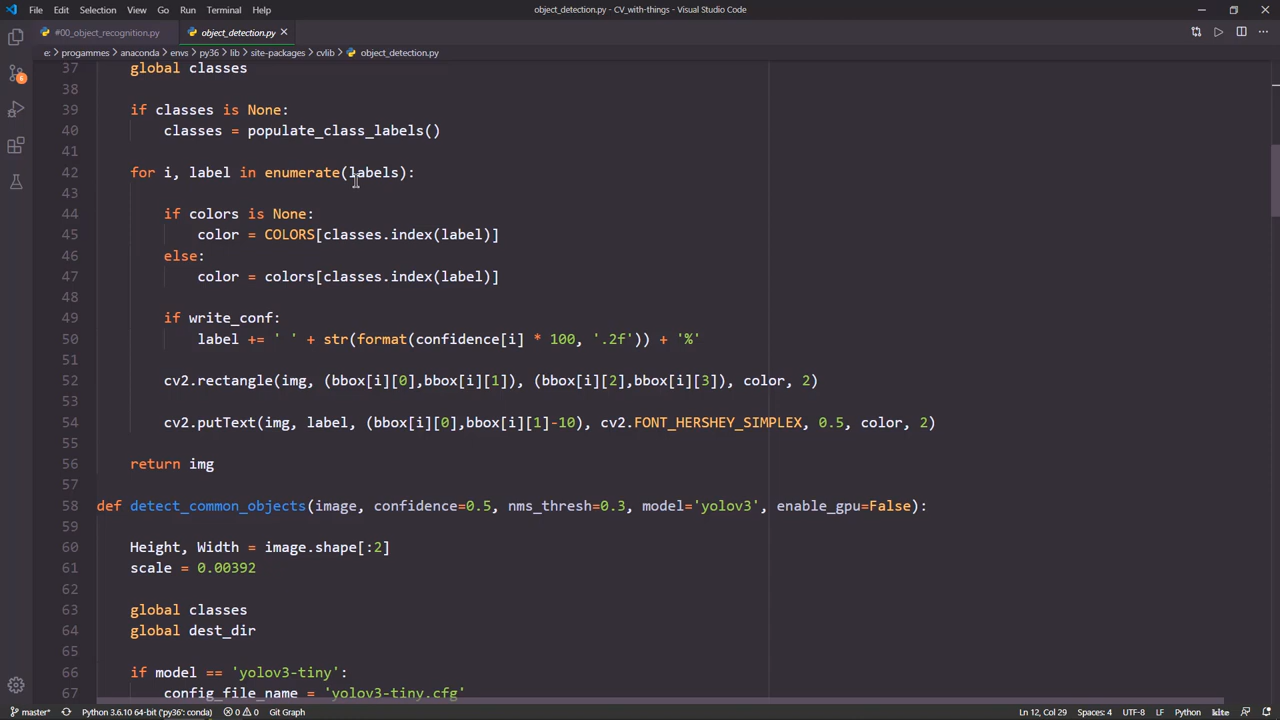 File Edit Selection View Go Run Terminal Help object_detection.py - CV_with-things - Visual Studio Code
#00_object_recognition.py object_detection.py
e: > progammes > anaconda > envs > py36 > lib > site-packages > cvlib > object_detection.py
37 global classes
38
39 if classes is None:
40 classes = populate_class_labels()
41
42 for i, label in enumerate(labels):
43
44 if colors is None:
45 color = COLORS[classes.index(label)]
46 else:
47 color = colors[classes.index(label)]
48
49 if write_conf:
50 label += ' ' + str(format(confidence[i] * 100, '.2f')) + '%'
51
52 cv2.rectangle(img, (bbox[i][0],bbox[i][1]), (bbox[i][2],bbox[i][3]), color, 2)
53
54 cv2.putText(img, label, (bbox[i][0],bbox[i][1]-10), cv2.FONT_HERSHEY_SIMPLEX, 0.5, color, 2)
55
56 return img
57
58 def detect_common_objects(image, confidence=0.5, nms_thresh=0.3, model='yolov3', enable_gpu=False):
59
60 Height, Width = image.shape[:2]
61 scale = 0.00392
62
63 global classes
64 global dest_dir
65
66 if model == 'yolov3-tiny':
67 config_file_name = 'yolov3-tiny.cfg'
6
master* Python 3.6.10 64-bit ('py36': conda) 0 0 Git Graph Ln 12, Col 29 Spaces: 4 UTF-8 LF Python kite